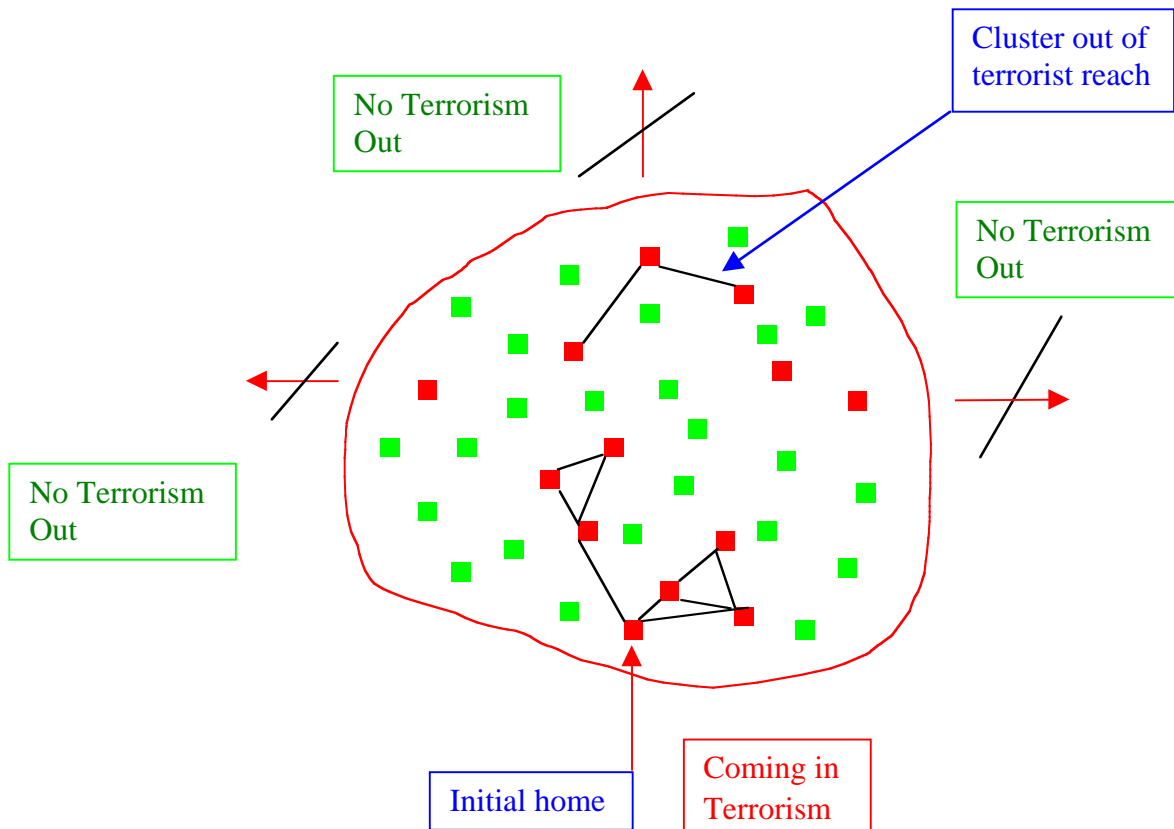 Cluster out of
terrorist reach
No Terrorism
Out
No Terrorism
Out
No Terrorism
Out
Initial home
Coming in
Terrorism